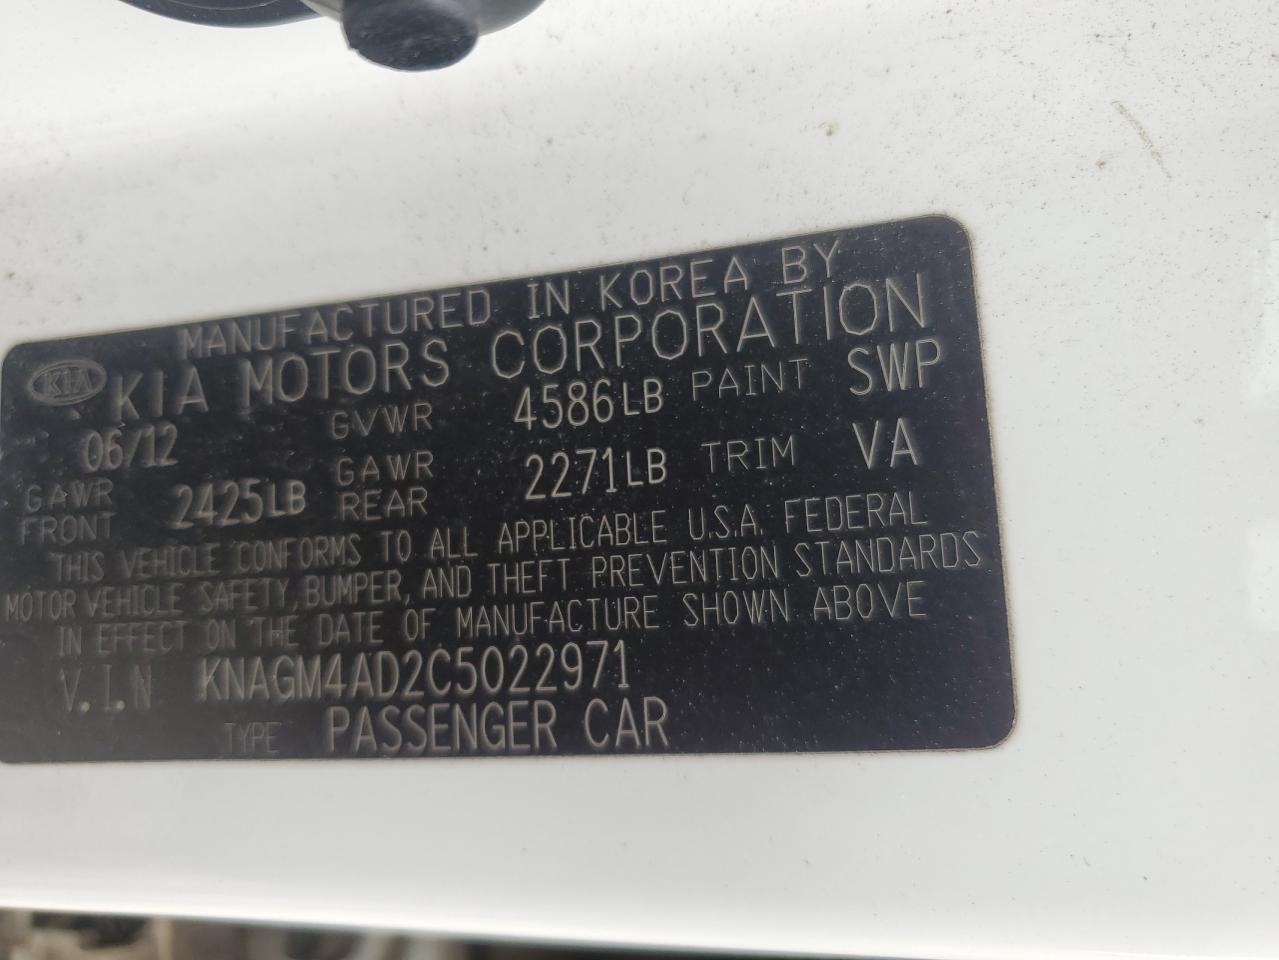 MANUFACTURED IN KOREA BY
KIA
KIA MOTORS CORPORATION
06/12 GVWR 4586LB PAINT SWP
GAWR FRONT 2425LB GAWR REAR 2271LB TRIM VA
THIS VEHICLE CONFORMS TO ALL APPLICABLE U.S.A. FEDERAL
MOTOR VEHICLE SAFETY, BUMPER, AND THEFT PREVENTION STANDARDS
IN EFFECT ON THE DATE OF MANUFACTURE SHOWN ABOVE
V.I.N KNAGM4AD2C5022971
TYPE PASSENGER CAR